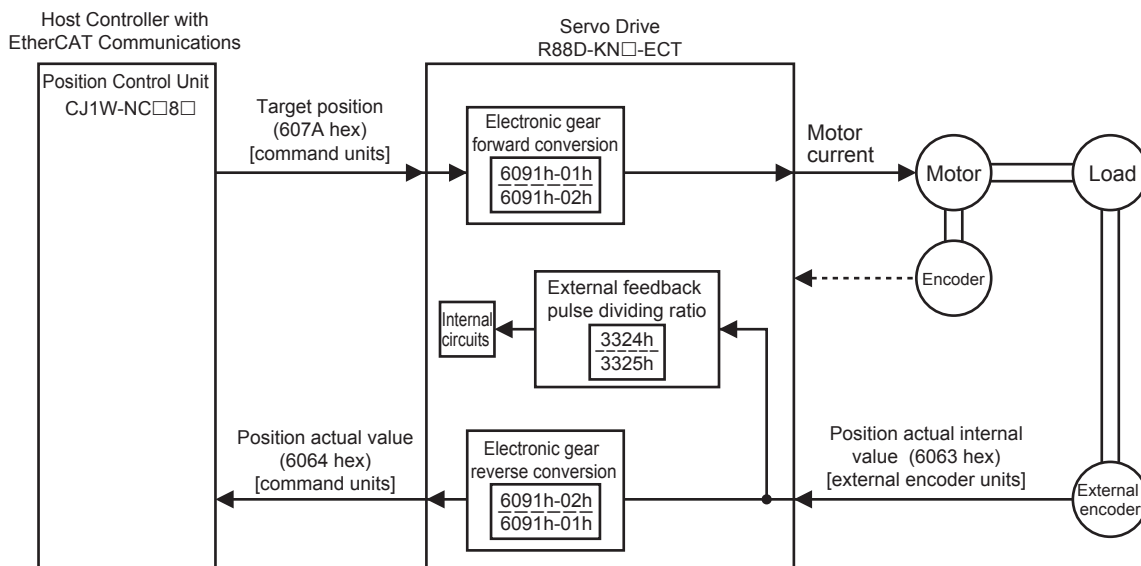 Host Controller with
EtherCAT Communications
Position Control Unit
CJ1W-NC□8□
Target position
(607A hex)
[command units]
Servo Drive
R88D-KN□-ECT
Electronic gear
forward conversion
6091h-01h
6091h-02h
Motor
current
Motor
Load
Encoder
External feedback
pulse dividing ratio
3324h
3325h
Internal
circuits
Position actual value
(6064 hex)
[command units]
Electronic gear
reverse conversion
6091h-02h
6091h-01h
Position actual internal
value (6063 hex)
[external encoder units]
External
encoder